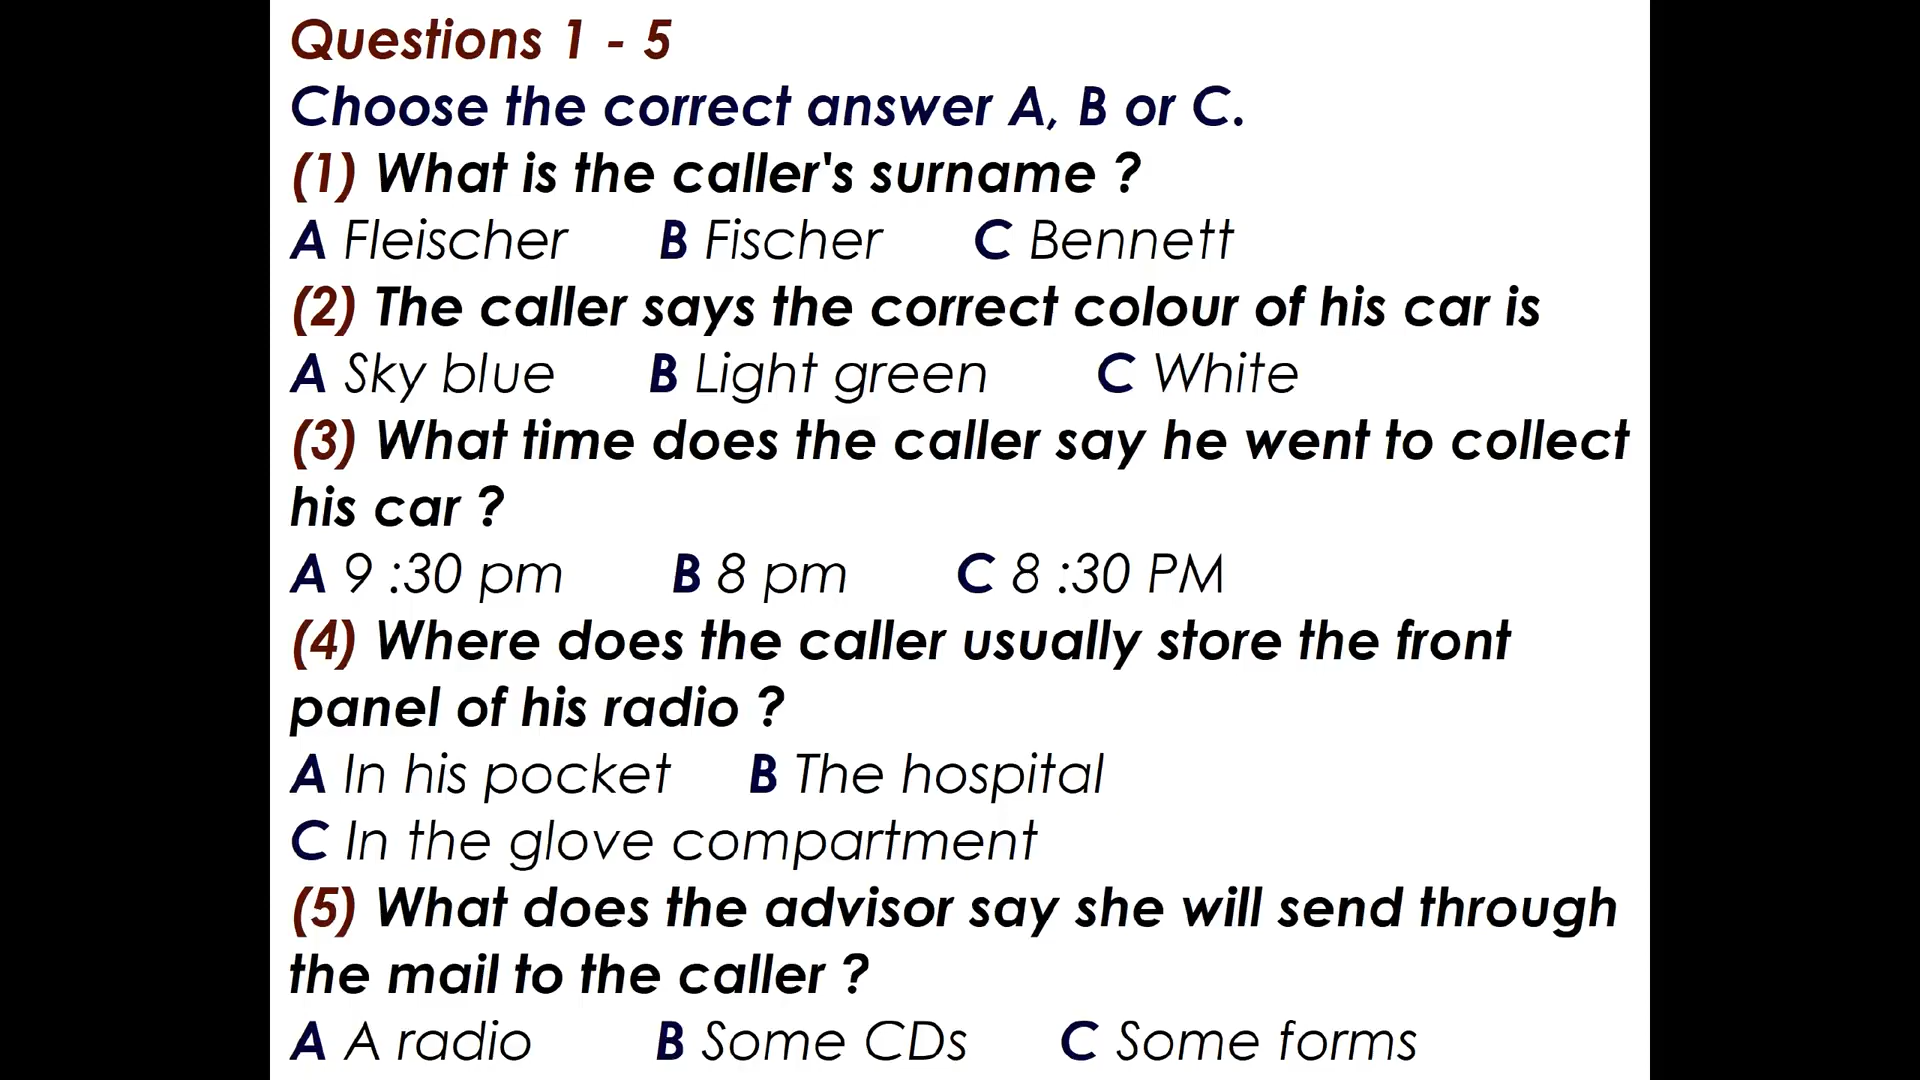 Questions 1 - 5
Choose the correct answer A, B or C.
(1) What is the caller's surname ?
A Fleischer B Fischer C Bennett
(2) The caller says the correct colour of his car is
A Sky blue B Light green C White
(3) What time does the caller say he went to collect
his car ?
A 9 :30 pm B 8 pm C 8 :30 PM
(4) Where does the caller usually store the front
panel of his radio ?
A In his pocket B The hospital
C In the glove compartment
(5) What does the advisor say she will send through
the mail to the caller ?
A A radio B Some CDs C Some forms